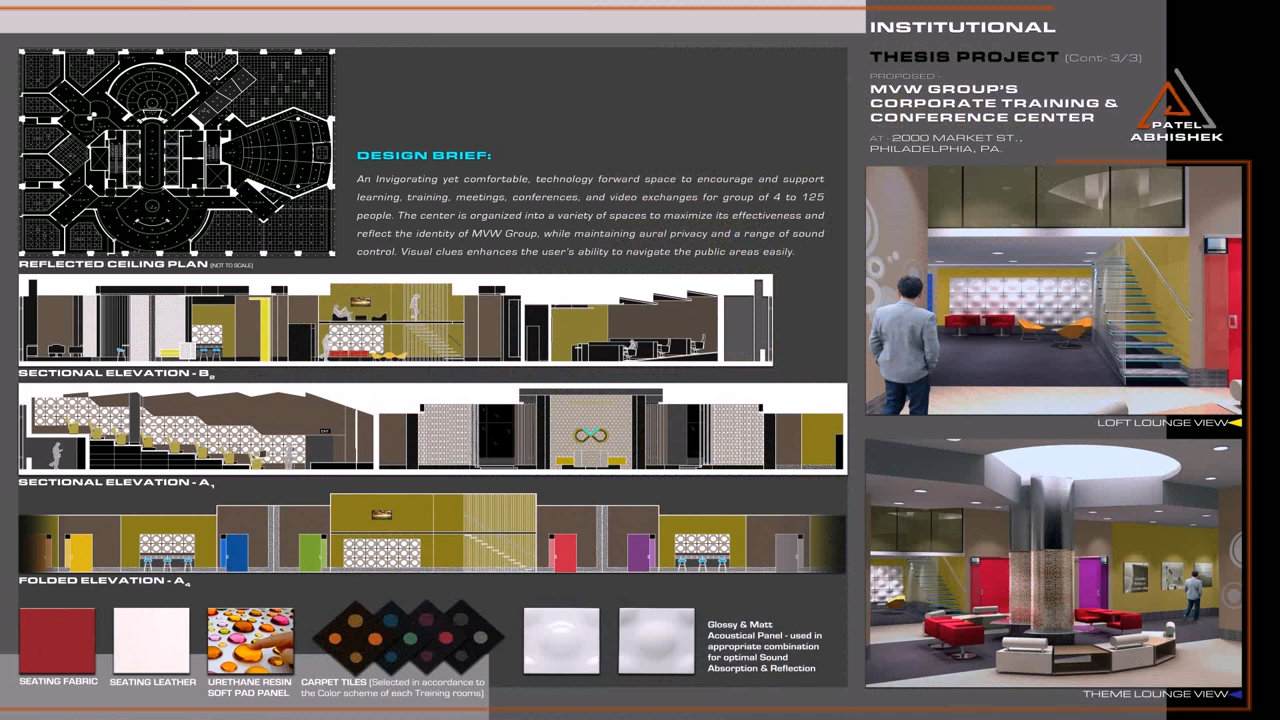 INSTITUTIONAL
THESIS PROJECT (Cont- 3/3)
PROPOSED -
MVW GROUP'S
CORPORATE TRAINING &
CONFERENCE CENTER
AT - 2000 MARKET ST.,
PHILADELPHIA, PA.
PATEL
ABHISHEK
DESIGN BRIEF:
An Invigorating yet comfortable, technology forward space to encourage and support
learning, training, meetings, conferences, and video exchanges for group of 4 to 125
people. The center is organized into a variety of spaces to maximize its effectiveness and
reflect the identity of MVW Group, while maintaining aural privacy and a range of sound
control. Visual clues enhances the user's ability to navigate the public areas easily.
REFLECTED CEILING PLAN (NOT TO SCALE)
SECTIONAL ELEVATION - B2
EXIT
SECTIONAL ELEVATION - A1
FOLDED ELEVATION - A4
LOFT LOUNGE VIEW
THEME LOUNGE VIEW
SEATING FABRIC
SEATING LEATHER
URETHANE RESIN
SOFT PAD PANEL
CARPET TILES (Selected in accordance to
the Color scheme of each Training rooms)
Glossy & Matt
Acoustical Panel - used in
appropriate combination
for optimal Sound
Absorption & Reflection